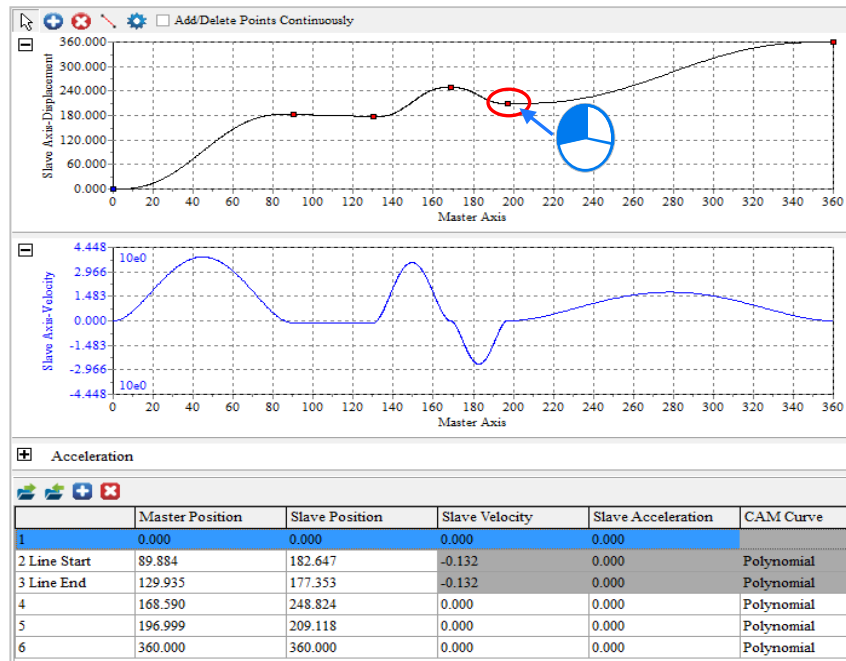 Add/Delete Points Continuously
Slave Axis-Displacement
360.000
300.000
240.000
180.000
120.000
60.000
0.000
0 20 40 60 80 100 120 140 160 180 200 220 240 260 280 300 320 340 360
Master Axis
Slave Axis-Velocity
4.448
2.966
1.483
0.000
-1.483
-2.966
-4.448
10e0
10e0
0 20 40 60 80 100 120 140 160 180 200 220 240 260 280 300 320 340 360
Master Axis
Acceleration
Master Position Slave Position Slave Velocity Slave Acceleration CAM Curve
1 0.000 0.000 0.000 0.000
2 Line Start 89.884 182.647 -0.132 0.000 Polynomial
3 Line End 129.935 177.353 -0.132 0.000 Polynomial
4 168.590 248.824 0.000 0.000 Polynomial
5 196.999 209.118 0.000 0.000 Polynomial
6 360.000 360.000 0.000 0.000 Polynomial